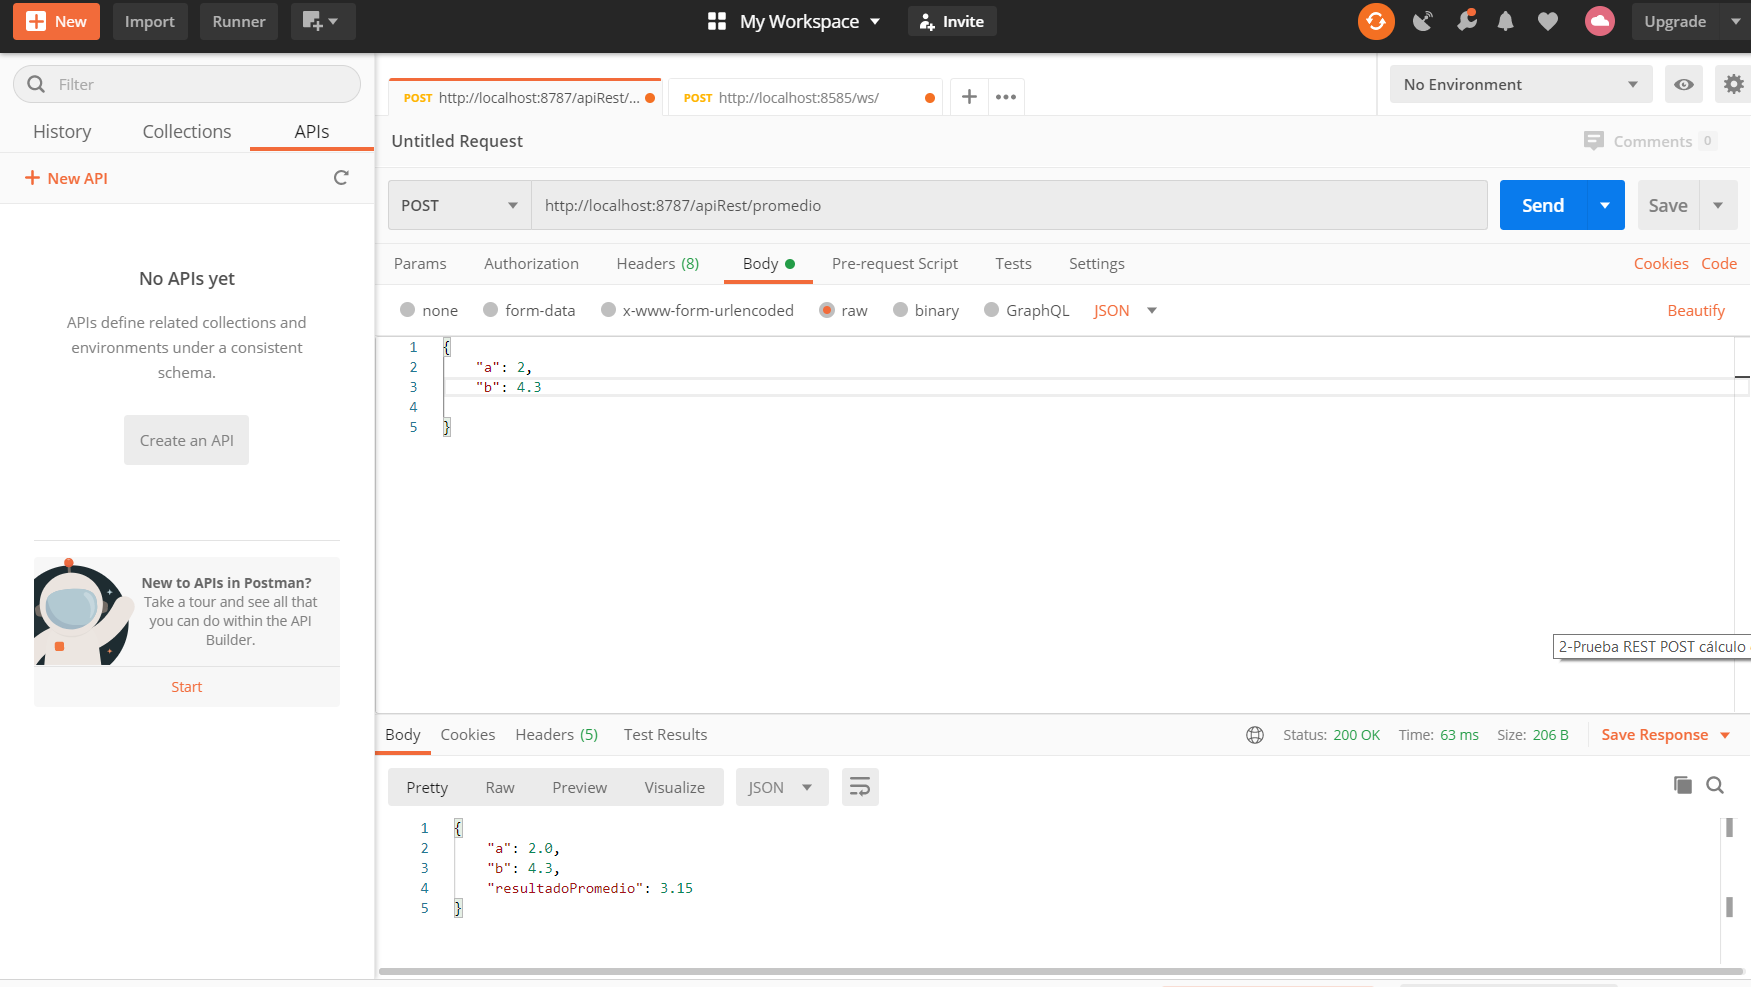 New Import Runner My Workspace Invite Upgrade
Filter
History Collections APIs
New API
No APIs yet
APIs define related collections and
environments under a consistent
schema.
Create an API
New to APIs in Postman?
Take a tour and see all that
you can do within the API
Builder.
Start
POST http://localhost:8787/apiRest/... POST http://localhost:8585/ws/ No Environment
Untitled Request Comments 0
POST http://localhost:8787/apiRest/promedio Send Save
Params Authorization Headers (8) Body Pre-request Script Tests Settings Cookies Code
none form-data x-www-form-urlencoded raw binary GraphQL JSON Beautify
1 {
2 "a": 2,
3 "b": 4.3
4
5 }
2-Prueba REST POST cálculo
Body Cookies Headers (5) Test Results Status: 200 OK Time: 63 ms Size: 206 B Save Response
Pretty Raw Preview Visualize JSON
1 {
2 "a": 2.0,
3 "b": 4.3,
4 "resultadoPromedio": 3.15
5 }